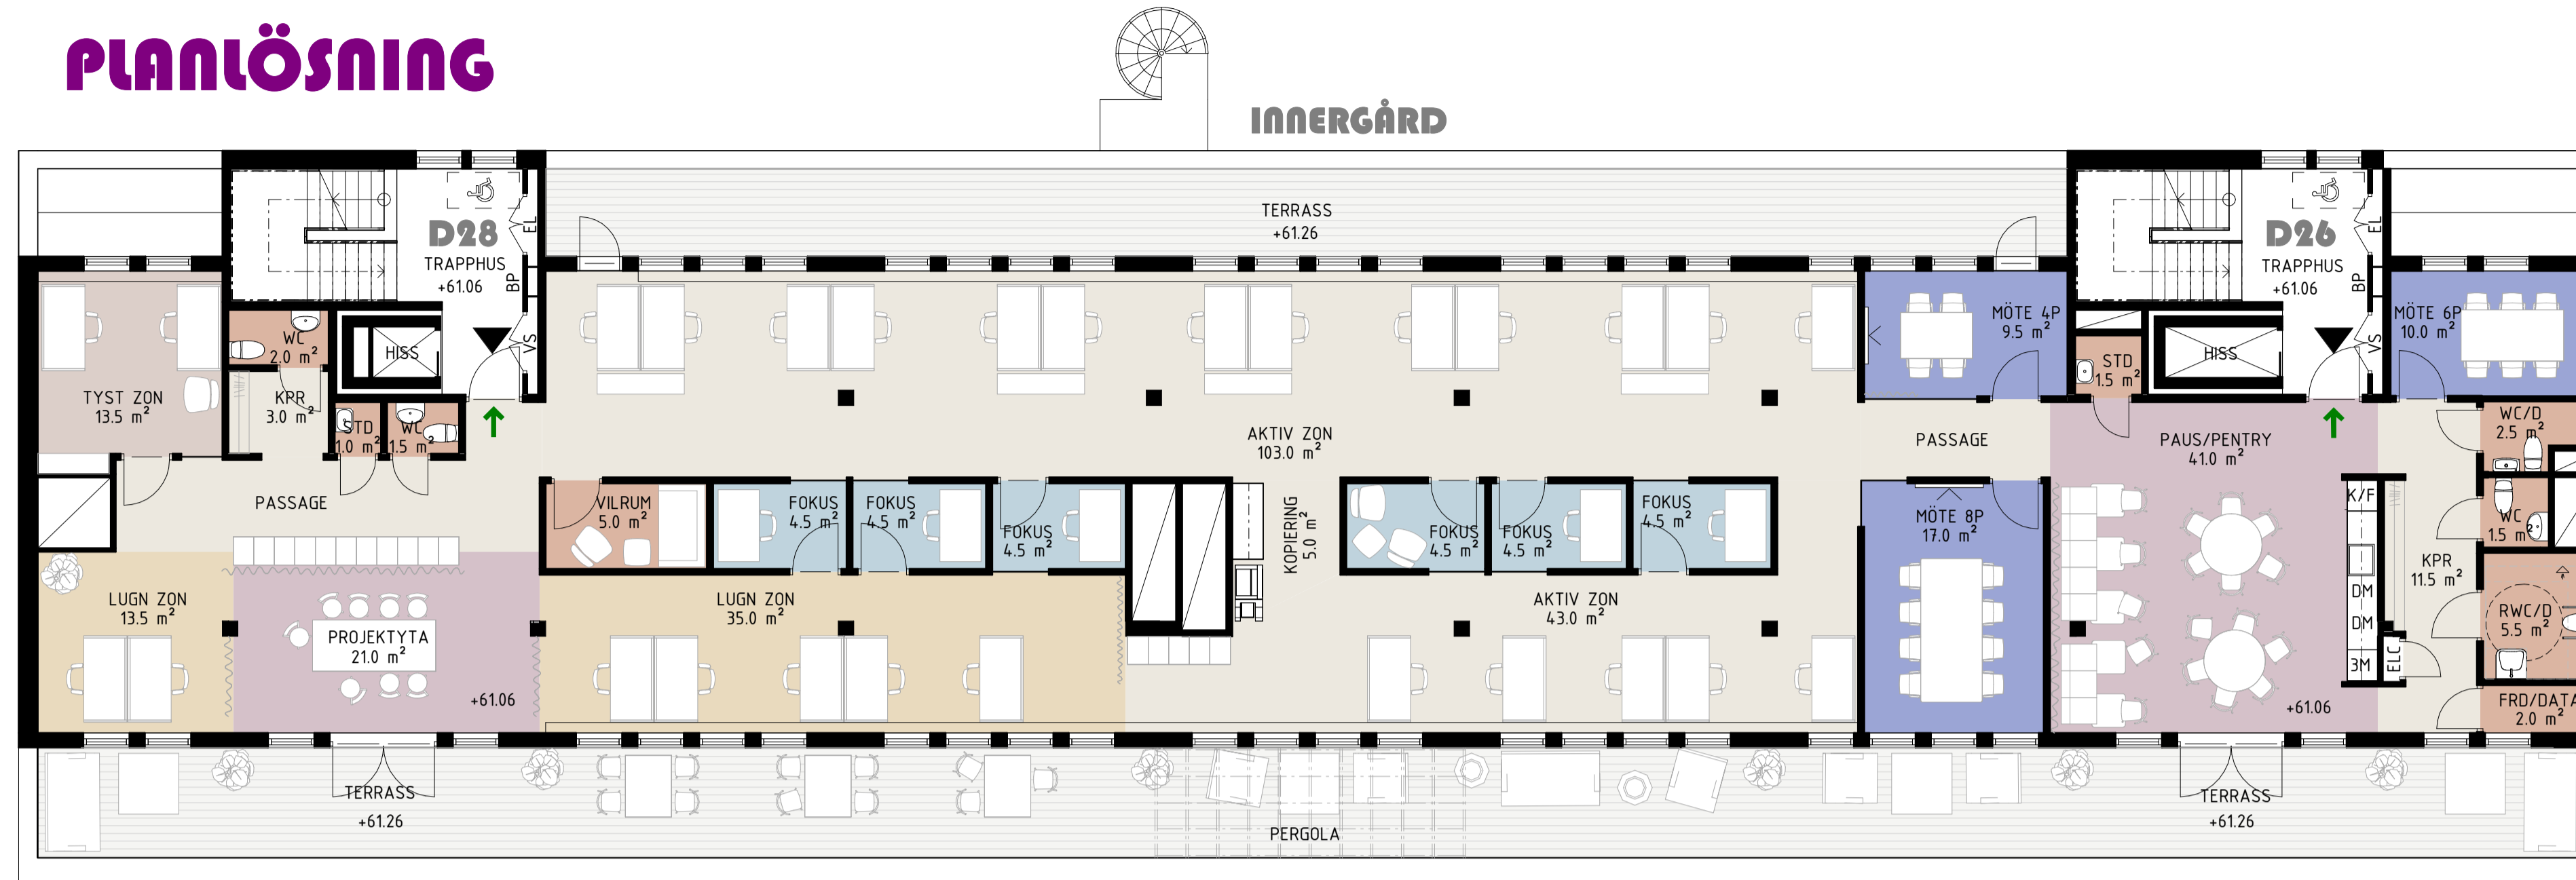 PLANLÖSNING
INNERGÅRD
TERRASS
+61.26
D28
TRAPPHUS
+61.06
EL
BP
VS
HISS
WC
2.0 m²
KPR
3.0 m²
STD
1.0 m²
WC
1.5 m²
TYST ZON
13.5 m²
PASSAGE
LUGN ZON
13.5 m²
PROJEKTYTA
21.0 m²
+61.06
VILRUM
5.0 m²
FOKUS
4.5 m²
FOKUS
4.5 m²
FOKUS
4.5 m²
LUGN ZON
35.0 m²
AKTIV ZON
103.0 m²
KOPIERING
5.0 m²
FOKUS
4.5 m²
FOKUS
4.5 m²
FOKUS
4.5 m²
AKTIV ZON
43.0 m²
MÖTE 4P
9.5 m²
PASSAGE
MÖTE 8P
17.0 m²
D26
TRAPPHUS
+61.06
EL
BP
VS
HISS
STD
1.5 m²
PAUS/PENTRY
41.0 m²
K/F
DM
DM
3M
ELC
+61.06
MÖTE 6P
10.0 m²
WC/D
2.5 m²
WC
1.5 m²
KPR
11.5 m²
RWC/D
5.5 m²
FRD/DATA
2.0 m²
TERRASS
+61.26
PERGOLA
TERRASS
+61.26